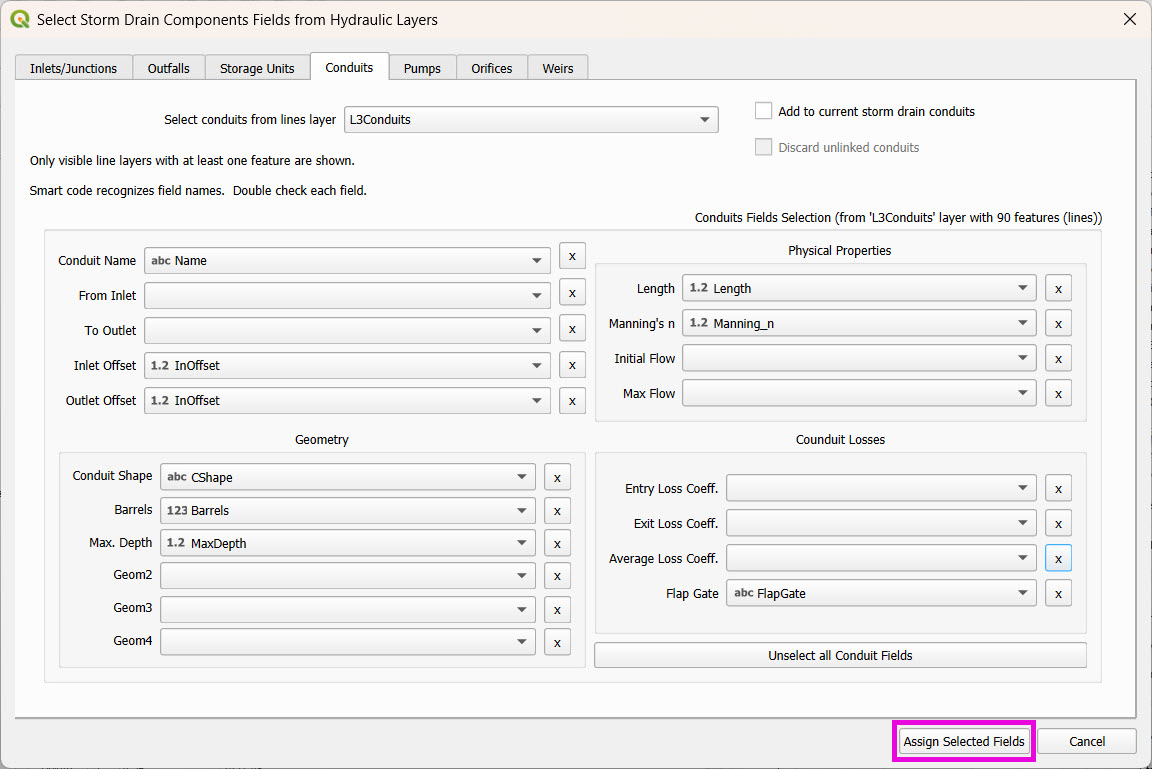 Select Storm Drain Components Fields from Hydraulic Layers
Inlets/Junctions Outfalls Storage Units Conduits Pumps Orifices Weirs
Select conduits from lines layer L3Conduits
Add to current storm drain conduits
Discard unlinked conduits
Only visible line layers with at least one feature are shown.
Smart code recognizes field names. Double check each field.
Conduits Fields Selection (from 'L3Conduits' layer with 90 features (lines))
Conduit Name abc Name x
From Inlet x
To Outlet x
Inlet Offset 1.2 InOffset x
Outlet Offset 1.2 InOffset x
Physical Properties
Length 1.2 Length x
Manning's n 1.2 Manning_n x
Initial Flow x
Max Flow x
Geometry
Conduit Shape abc CShape x
Barrels 123 Barrels x
Max. Depth 1.2 MaxDepth x
Geom2 x
Geom3 x
Geom4 x
Counduit Losses
Entry Loss Coeff. x
Exit Loss Coeff. x
Average Loss Coeff. x
Flap Gate abc FlapGate x
Unselect all Conduit Fields
Assign Selected Fields Cancel